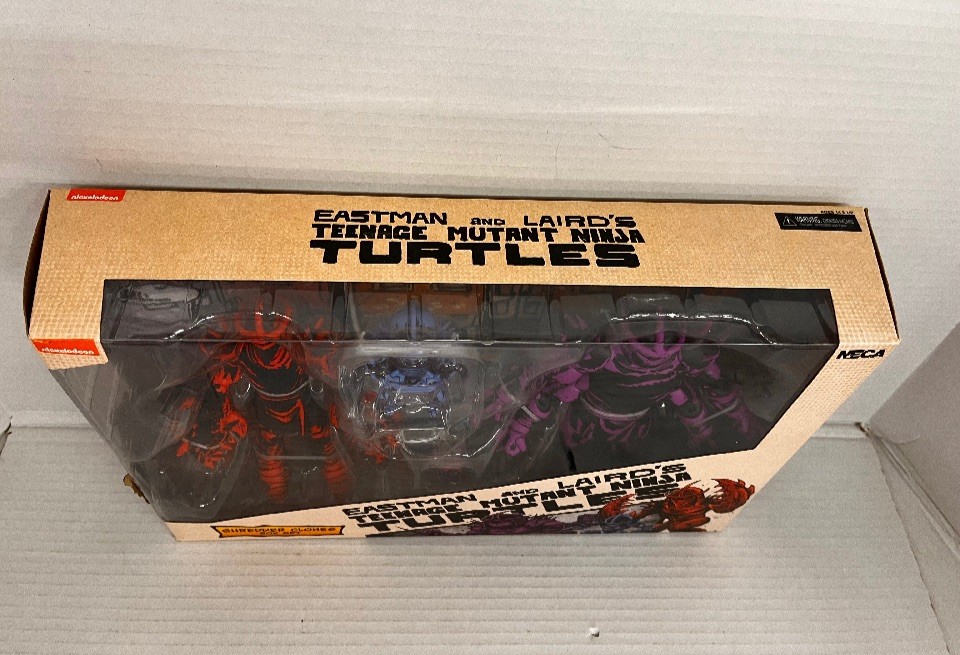 nickelodeon
EASTMAN AND LAIRD'S
TEENAGE MUTANT NINJA
TURTLES
WARNING:
nickelodeon
NECA
EASTMAN AND LAIRD'S
TEENAGE MUTANT NINJA
TURTLES
SHREDDER CLONES